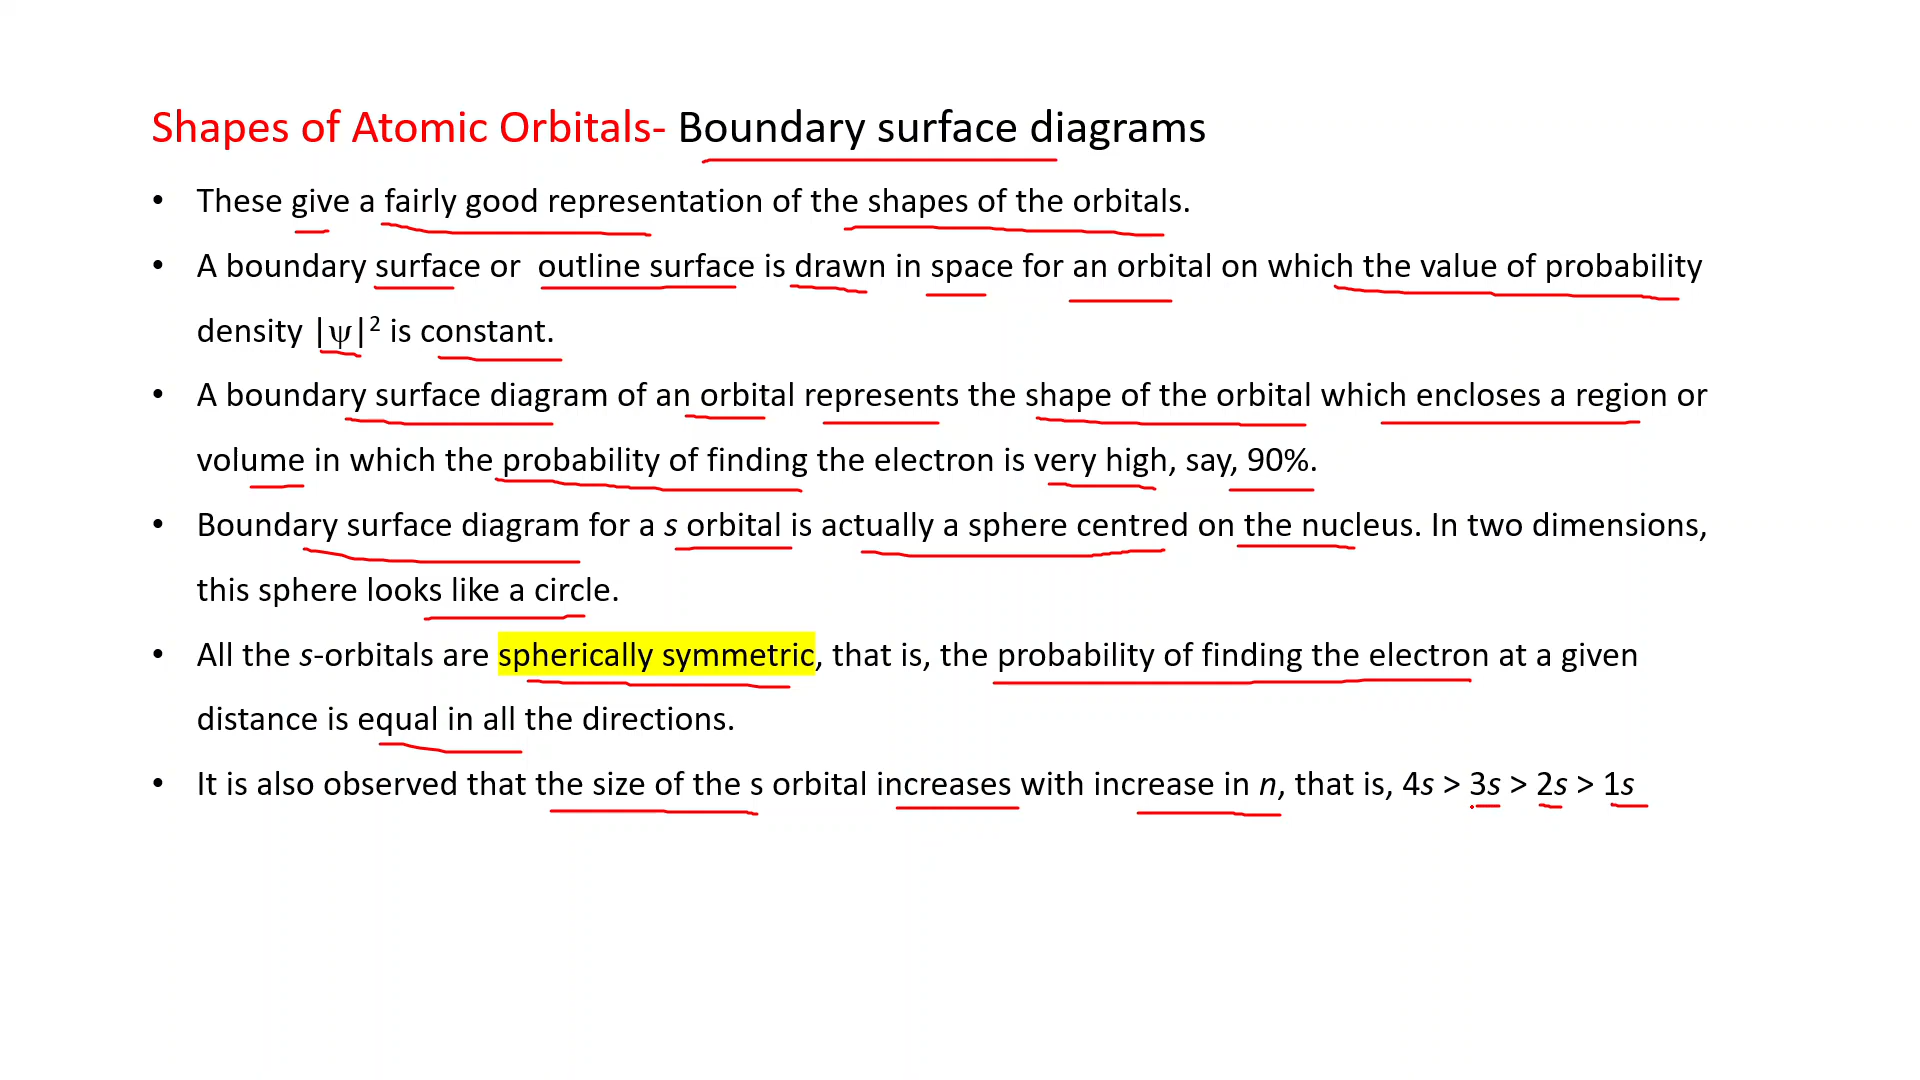 Shapes of Atomic Orbitals- Boundary surface diagrams
• These give a fairly good representation of the shapes of the orbitals.
• A boundary surface or outline surface is drawn in space for an orbital on which the value of probability
density |ψ|² is constant.
• A boundary surface diagram of an orbital represents the shape of the orbital which encloses a region or
volume in which the probability of finding the electron is very high, say, 90%.
• Boundary surface diagram for a s orbital is actually a sphere centred on the nucleus. In two dimensions,
this sphere looks like a circle.
• All the s-orbitals are spherically symmetric, that is, the probability of finding the electron at a given
distance is equal in all the directions.
• It is also observed that the size of the s orbital increases with increase in n, that is, 4s > 3s > 2s > 1s